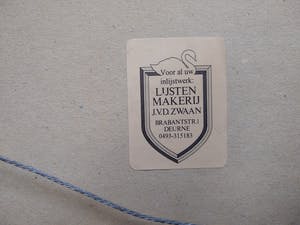 Voor al uw
inlijstwerk:
LIJSTEN
MAKERIJ
J.V.D. ZWAAN
BRABANTSTR.1
DEURNE
0493-315183